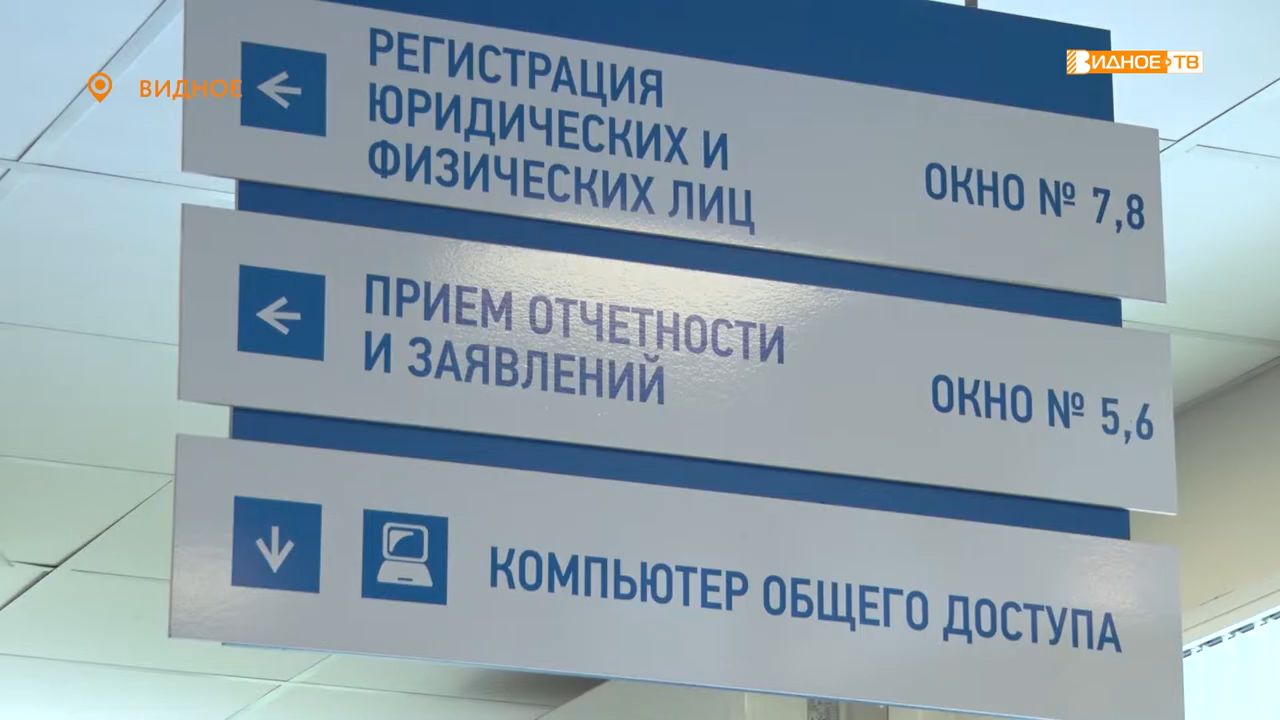 ВИДНОЕ
ВИДНОЕ ТВ
РЕГИСТРАЦИЯ
ЮРИДИЧЕСКИХ И
ФИЗИЧЕСКИХ ЛИЦ
ОКНО № 7,8
ПРИЕМ ОТЧЕТНОСТИ
И ЗАЯВЛЕНИЙ
ОКНО № 5,6
КОМПЬЮТЕР ОБЩЕГО ДОСТУПА